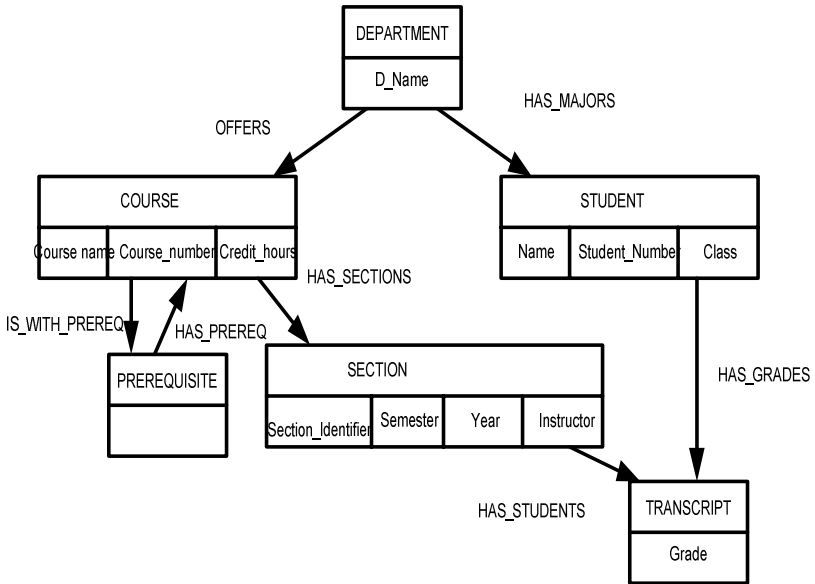 DEPARTMENT
D_Name
OFFERS
HAS_MAJORS
COURSE
Course name
Course_number
Credit_hours
STUDENT
Name
Student_Number
Class
HAS_SECTIONS
IS_WITH_PREREQ
HAS_PREREQ
PREREQUISITE
SECTION
Section_Identifier
Semester
Year
Instructor
HAS_GRADES
HAS_STUDENTS
TRANSCRIPT
Grade